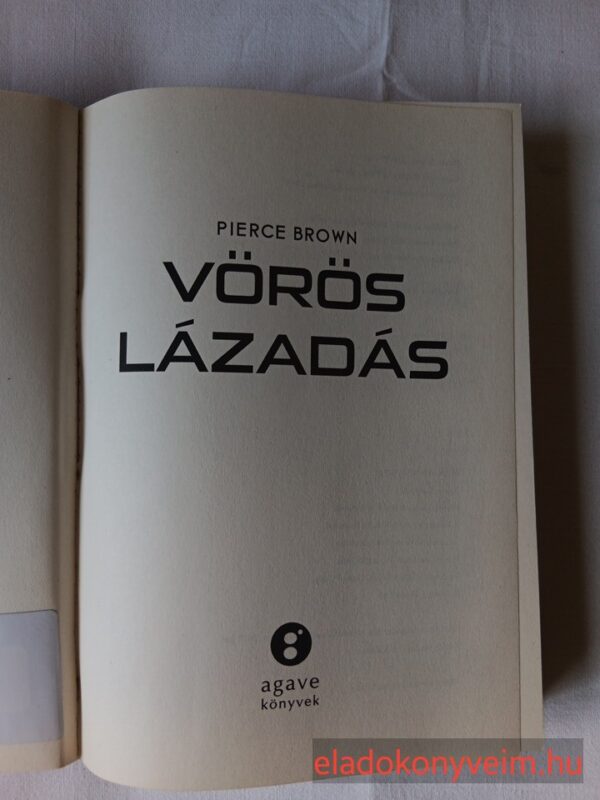 PIERCE BROWN
VÖRÖS
LÁZADÁS
agave
könyvek
eladokonyveim.hu